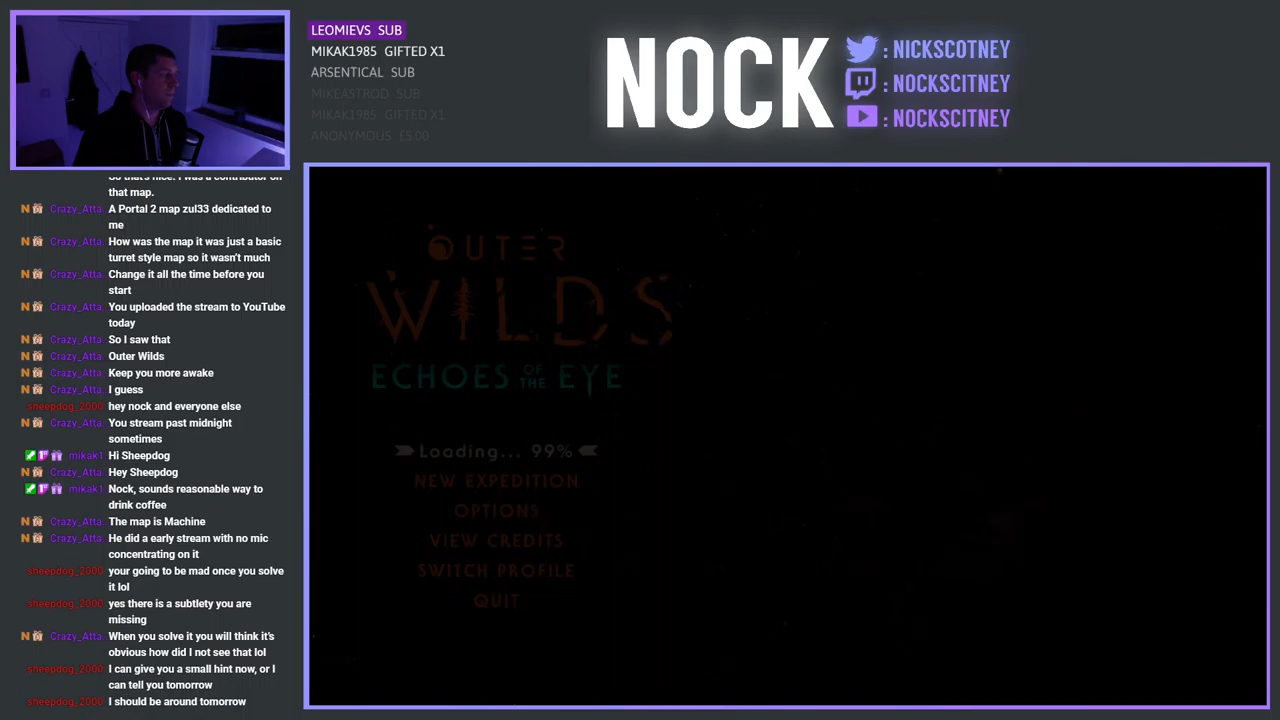 LEOMIEVS SUB
MIKAK1985 GIFTED X1
ARSENTICAL SUB
MIKEASTROD SUB
MIKAK1985 GIFTED X1
ANONYMOUS £5.00
NOCK
: NICKSCOTNEY
: NOCKSCITNEY
: NOCKSCITNEY
So that's nice. I was a contributor on
that map.
Crazy_Atta.. A Portal 2 map zul33 dedicated to
me
Crazy_Atta.. How was the map it was just a basic
turret style map so it wasn't much
Crazy_Atta.. Change it all the time before you
start
Crazy_Atta.. You uploaded the stream to YouTube
today
Crazy_Atta.. So I saw that
Crazy_Atta.. Outer Wilds
Crazy_Atta.. Keep you more awake
Crazy_Atta.. I guess
sheepdog_2000 hey nock and everyone else
Crazy_Atta.. You stream past midnight
sometimes
mikak1 Hi Sheepdog
Crazy_Atta.. Hey Sheepdog
mikak1 Nock, sounds reasonable way to
drink coffee
Crazy_Atta.. The map is Machine
Crazy_Atta.. He did a early stream with no mic
concentrating on it
sheepdog_2000 your going to be mad once you solve
it lol
sheepdog_2000 yes there is a subtlety you are
missing
Crazy_Atta.. When you solve it you will think it's
obvious how did I not see that lol
sheepdog_2000 I can give you a small hint now, or I
can tell you tomorrow
sheepdog_2000 I should be around tomorrow
OUTER
WILDS
ECHOES OF THE EYE
Loading... 99%
NEW EXPEDITION
OPTIONS
VIEW CREDITS
SWITCH PROFILE
QUIT